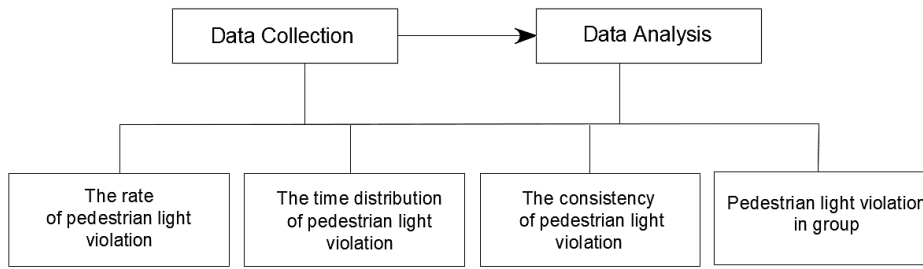 Data Collection
Data Analysis
The rate
of pedestrian light
violation
The time distribution
of pedestrian light
violation
The consistency
of pedestrian light
violation
Pedestrian light violation
in group